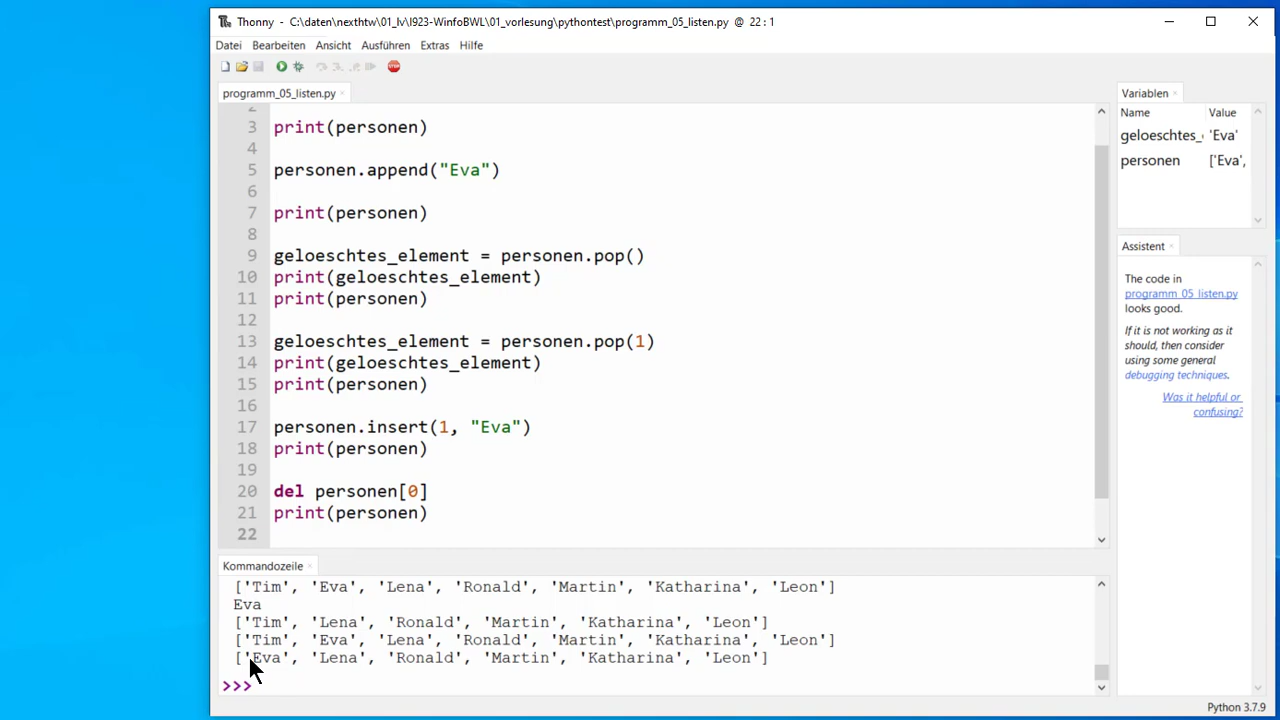 Thonny - C:\daten\nexthtw\01_lv\I923-WinfoBWL\01_vorlesung\pythontest\programm_05_listen.py @ 22 : 1
Datei Bearbeiten Ansicht Ausführen Extras Hilfe
STOP
programm_05_listen.py ×
3 print(personen)
4
5 personen.append("Eva")
6
7 print(personen)
8
9 geloeschtes_element = personen.pop()
10 print(geloeschtes_element)
11 print(personen)
12
13 geloeschtes_element = personen.pop(1)
14 print(geloeschtes_element)
15 print(personen)
16
17 personen.insert(1, "Eva")
18 print(personen)
19
20 del personen[0]
21 print(personen)
22
Kommandozeile ×
['Tim', 'Eva', 'Lena', 'Ronald', 'Martin', 'Katharina', 'Leon']
Eva
['Tim', 'Lena', 'Ronald', 'Martin', 'Katharina', 'Leon']
['Tim', 'Eva', 'Lena', 'Ronald', 'Martin', 'Katharina', 'Leon']
['Eva', 'Lena', 'Ronald', 'Martin', 'Katharina', 'Leon']
>>>
Variablen ×
Name Value
geloeschtes_ 'Eva'
personen ['Eva',
Assistent ×
The code in
programm_05_listen.py
looks good.
If it is not working as it
should, then consider
using some general
debugging techniques.
Was it helpful or
confusing?
Python 3.7.9